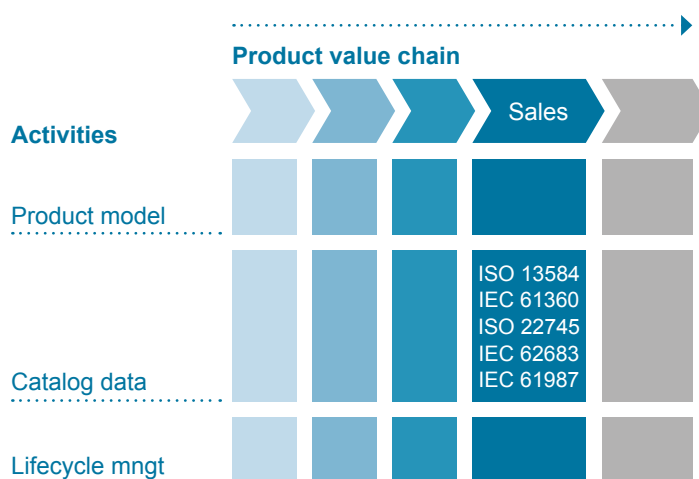 Product value chain
Sales
Activities
Product model
ISO 13584
IEC 61360
ISO 22745
IEC 62683
IEC 61987
Catalog data
Lifecycle mngt